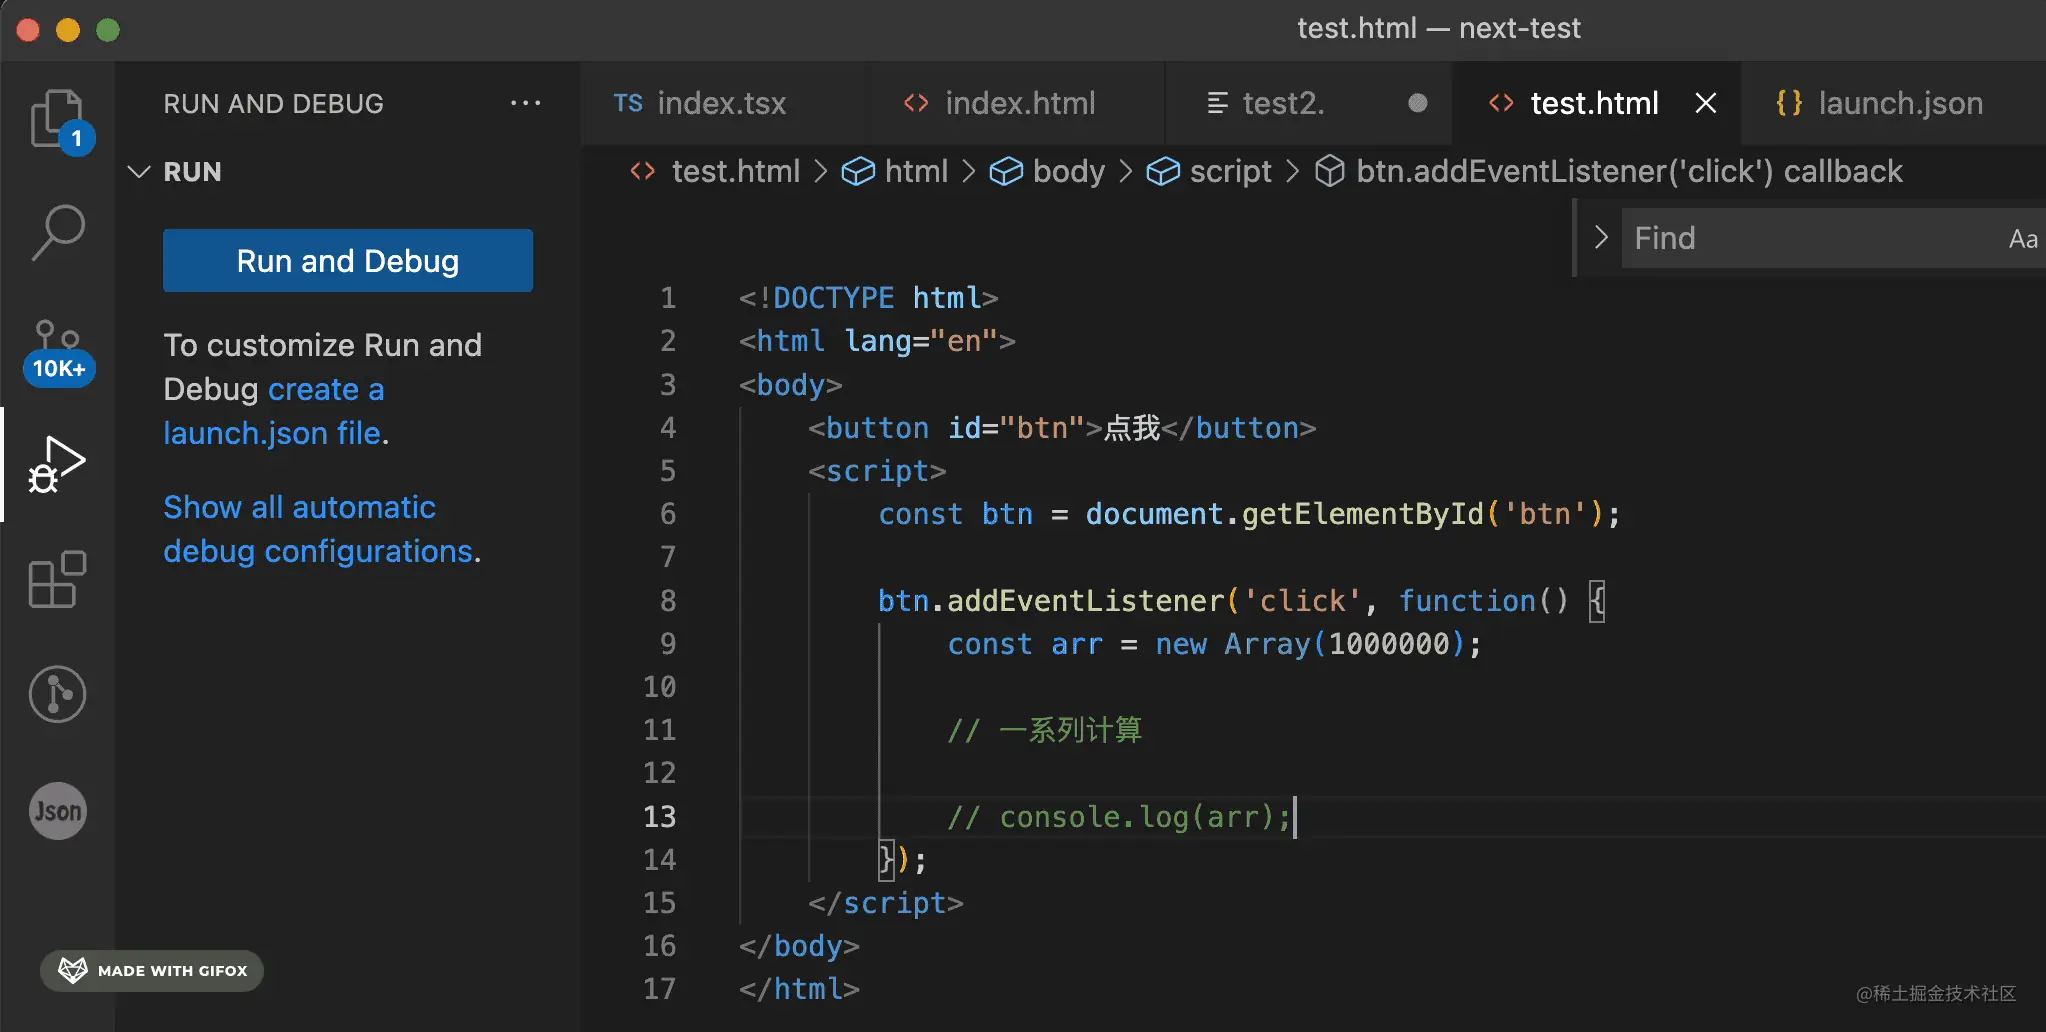 test.html — next-test
RUN AND DEBUG ···
TS index.tsx
<> index.html
test2.
<> test.html
{} launch.json
1
RUN
<> test.html > html > body > script > btn.addEventListener('click') callback
Run and Debug
Find Aa
To customize Run and
Debug create a
launch.json file.
10K+
Show all automatic
debug configurations.
Json
1 <!DOCTYPE html>
2 <html lang="en">
3 <body>
4 <button id="btn">点我</button>
5 <script>
6 const btn = document.getElementById('btn');
7
8 btn.addEventListener('click', function() {
9 const arr = new Array(1000000);
10
11 // 一系列计算
12
13 // console.log(arr);
14 });
15 </script>
16 </body>
17 </html>
MADE WITH GIFOX
@稀土掘金技术社区